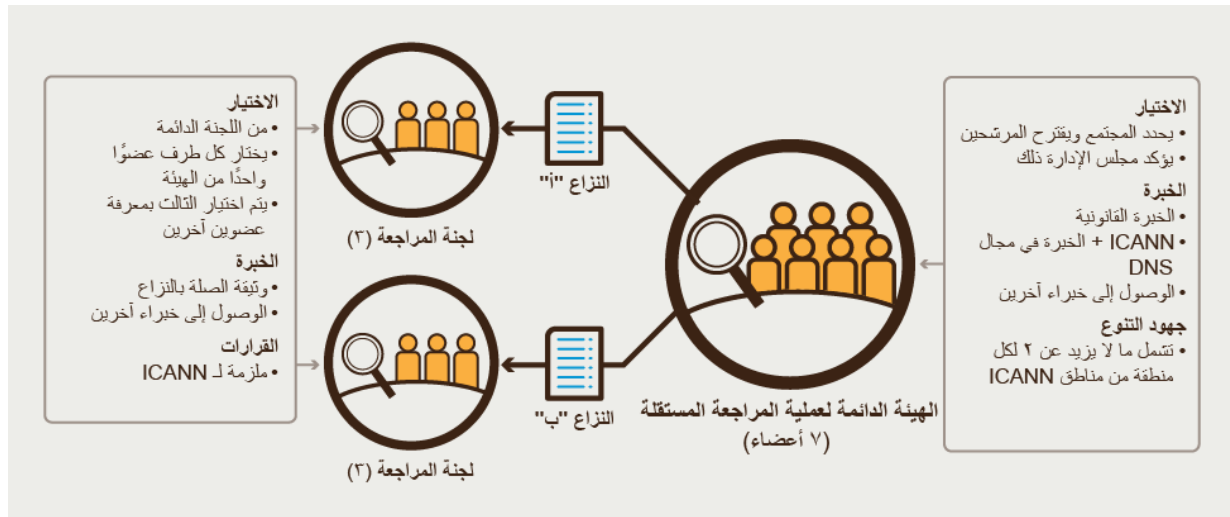 الاختيار
• يحدد المجتمع ويقترح المرشحين
• يؤكد مجلس الإدارة ذلك
الخبرة
• الخبرة القانونية
• ICANN + الخبرة في مجال
DNS
• الوصول إلى خبراء آخرين
جهود التنوع
• تشمل ما لا يزيد عن ٢ لكل
منطقة من مناطق ICANN
الهيئة الدائمة لعملية المراجعة المستقلة
(٧ أعضاء)
النزاع "أ"
النزاع "ب"
لجنة المراجعة (٣)
لجنة المراجعة (٣)
الاختيار
• من اللجنة الدائمة
• يختار كل طرف عضوًا
واحدًا من الهيئة
• يتم اختيار الثالث بمعرفة
عضوين آخرين
الخبرة
• وثيقة الصلة بالنزاع
• الوصول إلى خبراء آخرين
القرارات
• ملزمة لـ ICANN